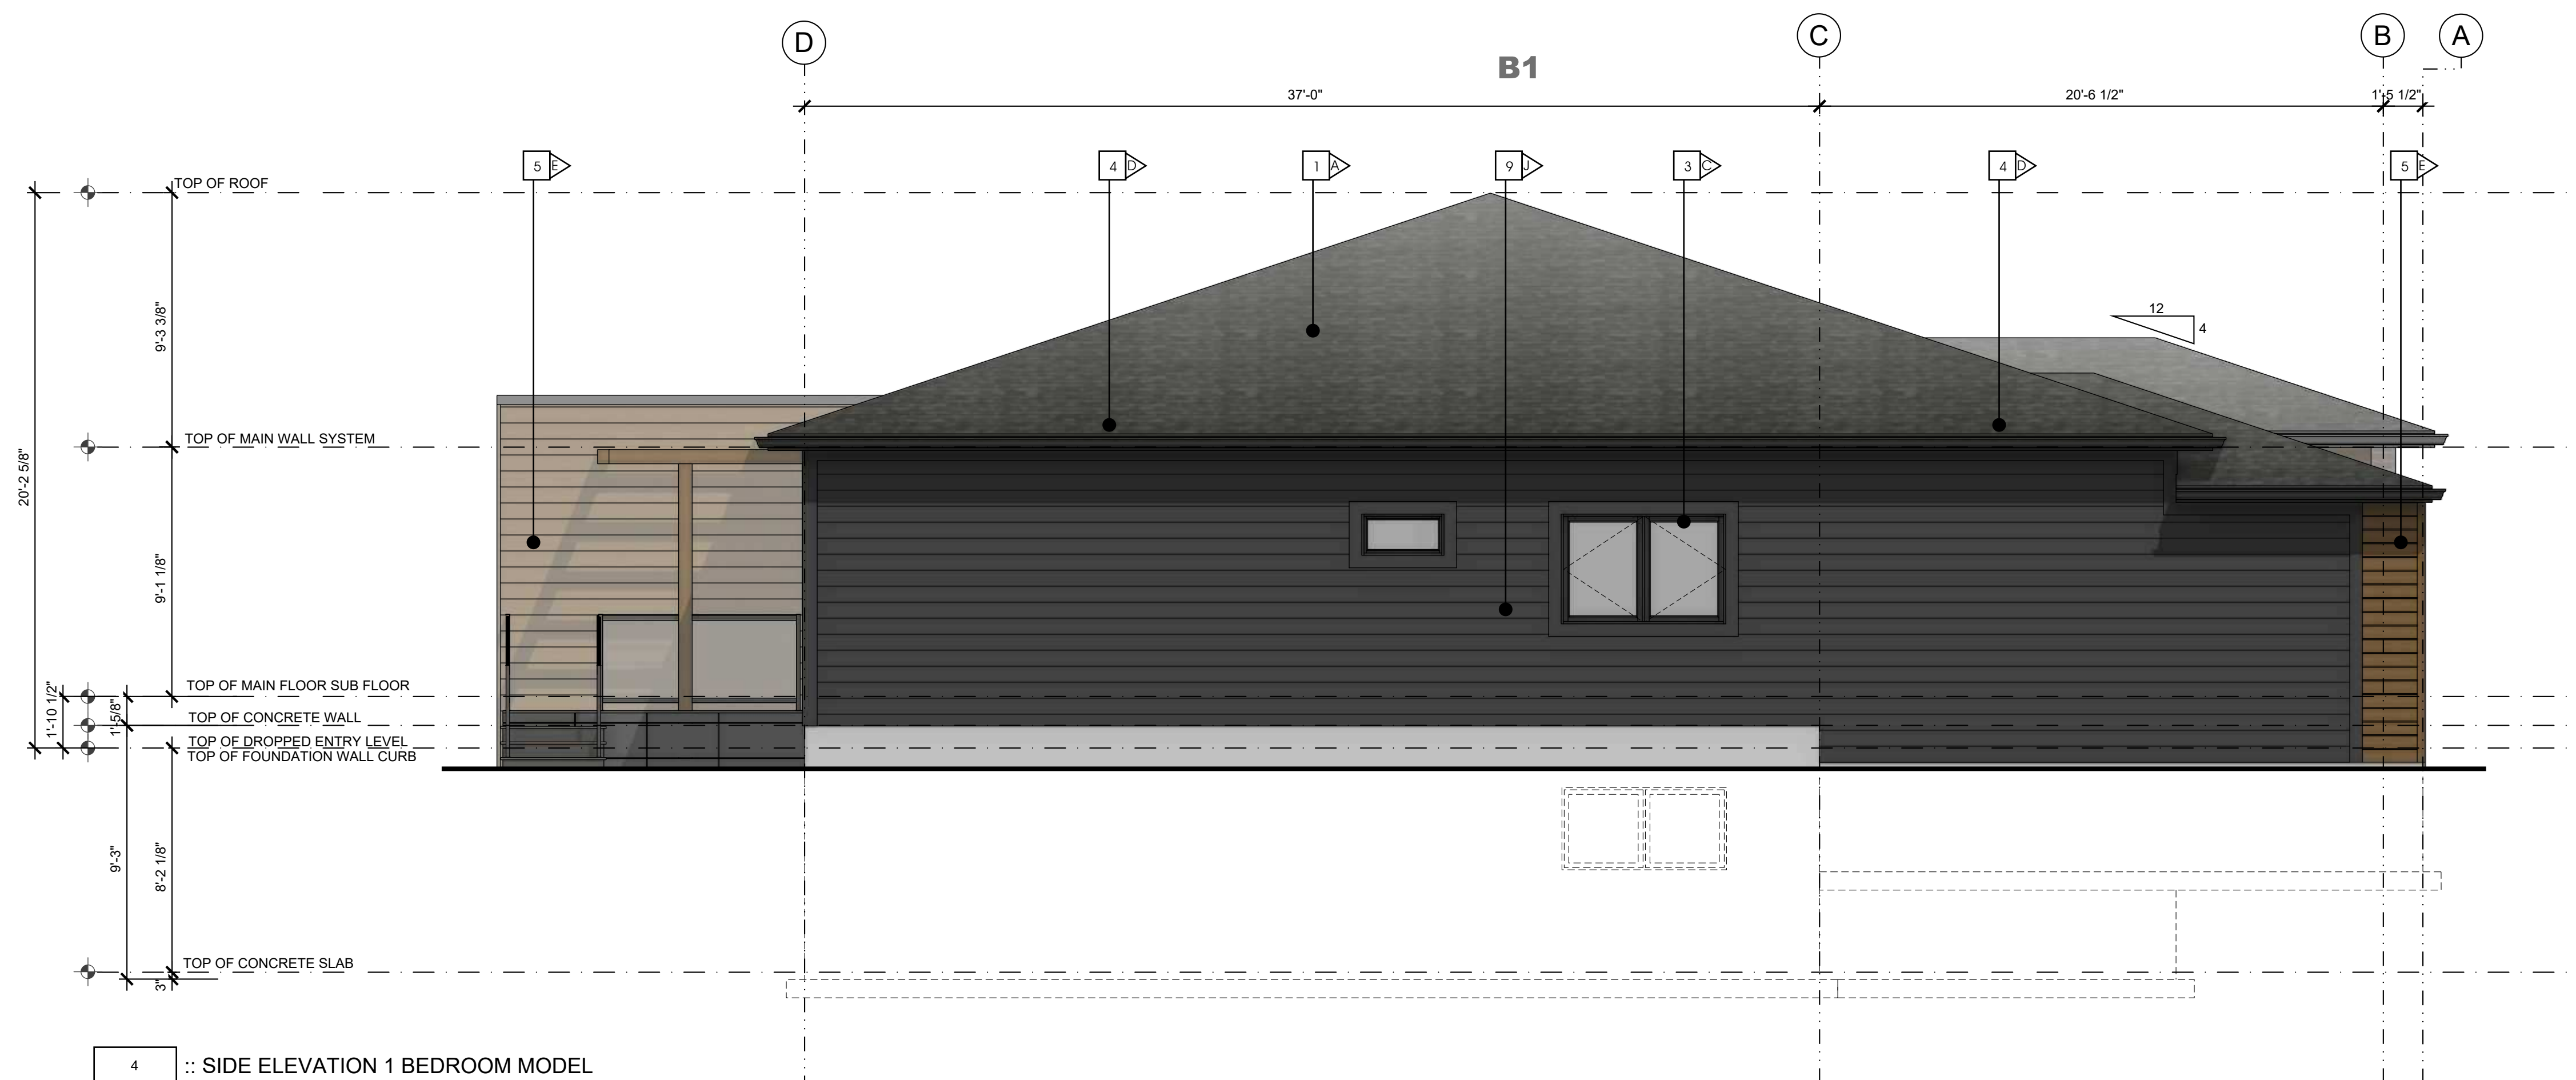 D
C
B
A
B1
37'-0"
20'-6 1/2"
1'-5 1/2"
5 E
4 D
1 A
9 J
3 C
4 D
5 E
TOP OF ROOF
9'-3 3/8"
12
4
TOP OF MAIN WALL SYSTEM
20'-2 5/8"
9'-1 1/8"
TOP OF MAIN FLOOR SUB FLOOR
1'-10 1/2"
1'-5/8"
TOP OF CONCRETE WALL
TOP OF DROPPED ENTRY LEVEL
TOP OF FOUNDATION WALL CURB
9'-3"
8'-2 1/8"
TOP OF CONCRETE SLAB
3"
4 :: SIDE ELEVATION 1 BEDROOM MODEL